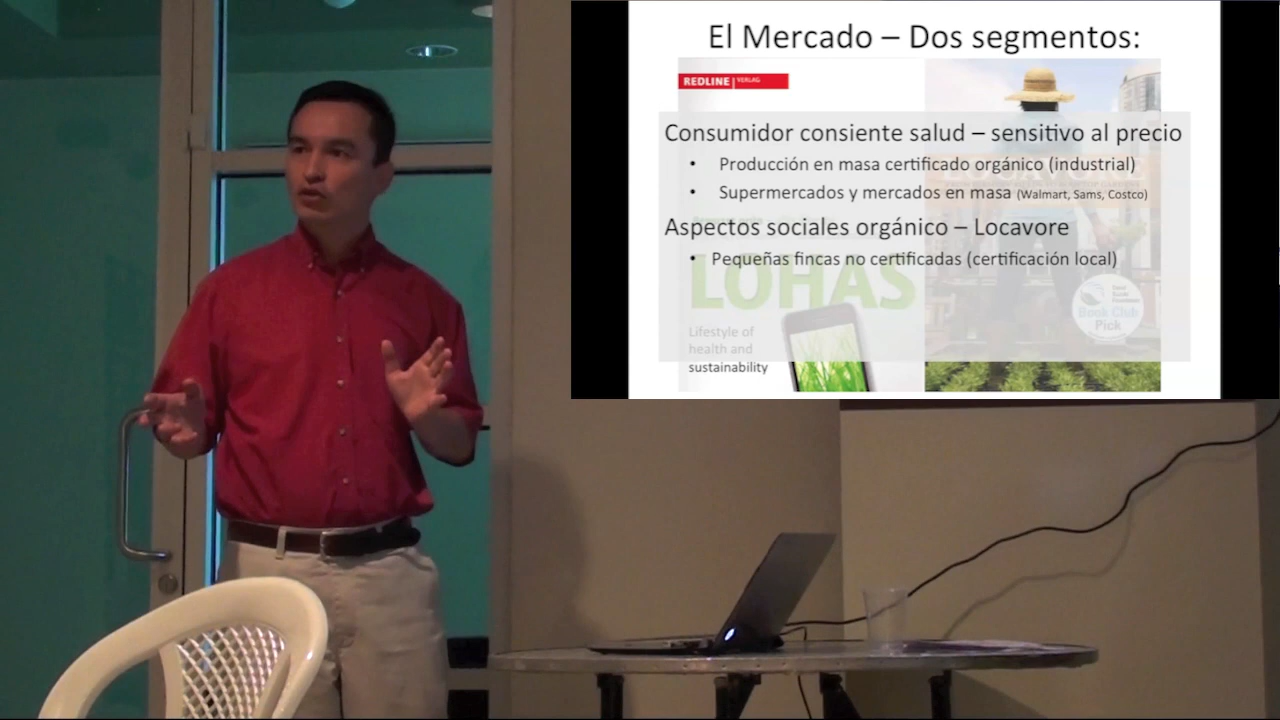 El Mercado – Dos segmentos:
REDLINE | VERLAG
Consumidor consiente salud – sensitivo al precio
• Producción en masa certificado orgánico (industrial)
• Supermercados y mercados en masa (Walmart, Sams, Costco)
LOCAVORE
Aspectos sociales orgánico – Locavore
• Pequeñas fincas no certificadas (certificación local)
LOHAS
Book Club
Pick
Lifestyle of
health and
sustainability